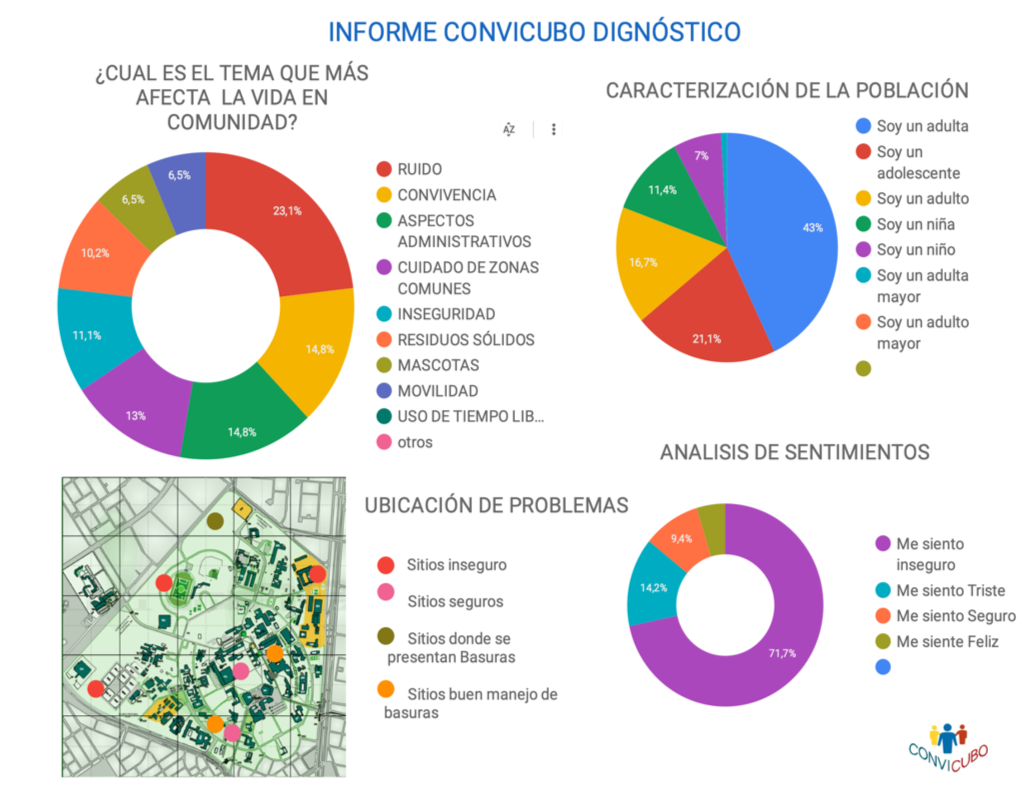 INFORME CONVICUBO DIGNÓSTICO
¿CUAL ES EL TEMA QUE MÁS
AFECTA LA VIDA EN
COMUNIDAD?
AZ
6,5%
6,5%
23,1%
10,2%
11,1%
14,8%
13%
14,8%
RUIDO
CONVIVENCIA
ASPECTOS
ADMINISTRATIVOS
CUIDADO DE ZONAS
COMUNES
INSEGURIDAD
RESIDUOS SÓLIDOS
MASCOTAS
MOVILIDAD
USO DE TIEMPO LIB...
otros
CARACTERIZACIÓN DE LA POBLACIÓN
7%
11,4%
43%
16,7%
21,1%
Soy un adulta
Soy un
adolescente
Soy un adulto
Soy un niña
Soy un niño
Soy un adulta
mayor
Soy un adulto
mayor
UBICACIÓN DE PROBLEMAS
Sitios inseguro
Sitios seguros
Sitios donde se
presentan Basuras
Sitios buen manejo de
basuras
ANALISIS DE SENTIMIENTOS
9,4%
14,2%
71,7%
Me siento
inseguro
Me siento Triste
Me siento Seguro
Me siente Feliz
CONVICUBO